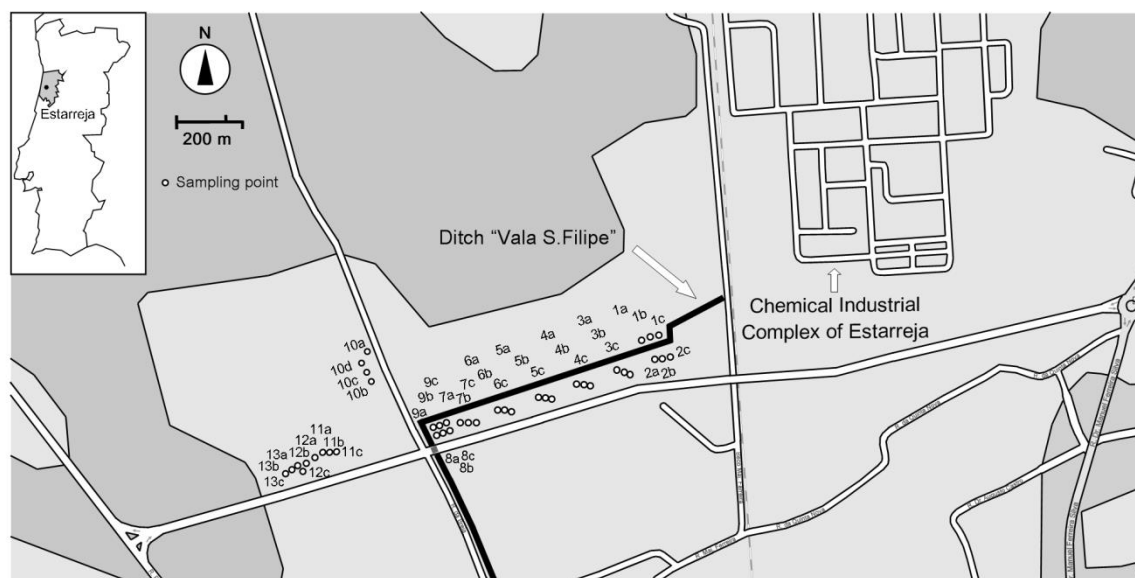 N
Estarreja
200 m
Sampling point
Ditch “Vala S.Filipe”
Chemical Industrial
Complex of Estarreja
1a
1b
1c
3a
3b
3c
4a
4b
4c
5a
5b
5c
6a
6b
6c
2c
2a
2b
9c
9b
9a
7c
7a
7b
8a
8c
8b
10a
10d
10c
10b
11a
11b
11c
12a
12b
12c
13a
13b
13c
C